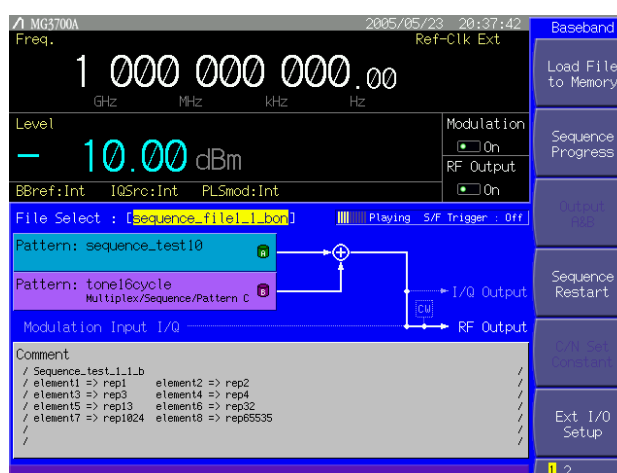 MG3700A 2005/05/23 20:37:42
Freq. Ref-Clk Ext
1 000 000 000.00
GHz MHz kHz Hz
Level
- 10.00 dBm
Modulation
On
RF Output
On
BBref:Int IQSrc:Int PLSmod:Int
File Select : [sequence_file1_1_bon] Playing S/F Trigger : Off
Pattern: sequence_test10 A
Pattern: tone16cycle
Multiplex/Sequence/Pattern C B
I/Q Output
CW
Modulation Input I/Q RF Output
Comment
/ Sequence_test_1_1_b /
/ element1 => rep1 element2 => rep2 /
/ element3 => rep3 element4 => rep4 /
/ element5 => rep13 element6 => rep32 /
/ element7 => rep1024 element8 => rep65535 /
/ /
/ /
Baseband
Load File
to Memory
Sequence
Progress
Output
A&B
Sequence
Restart
C/N Set
Constant
Ext I/O
Setup
1 2